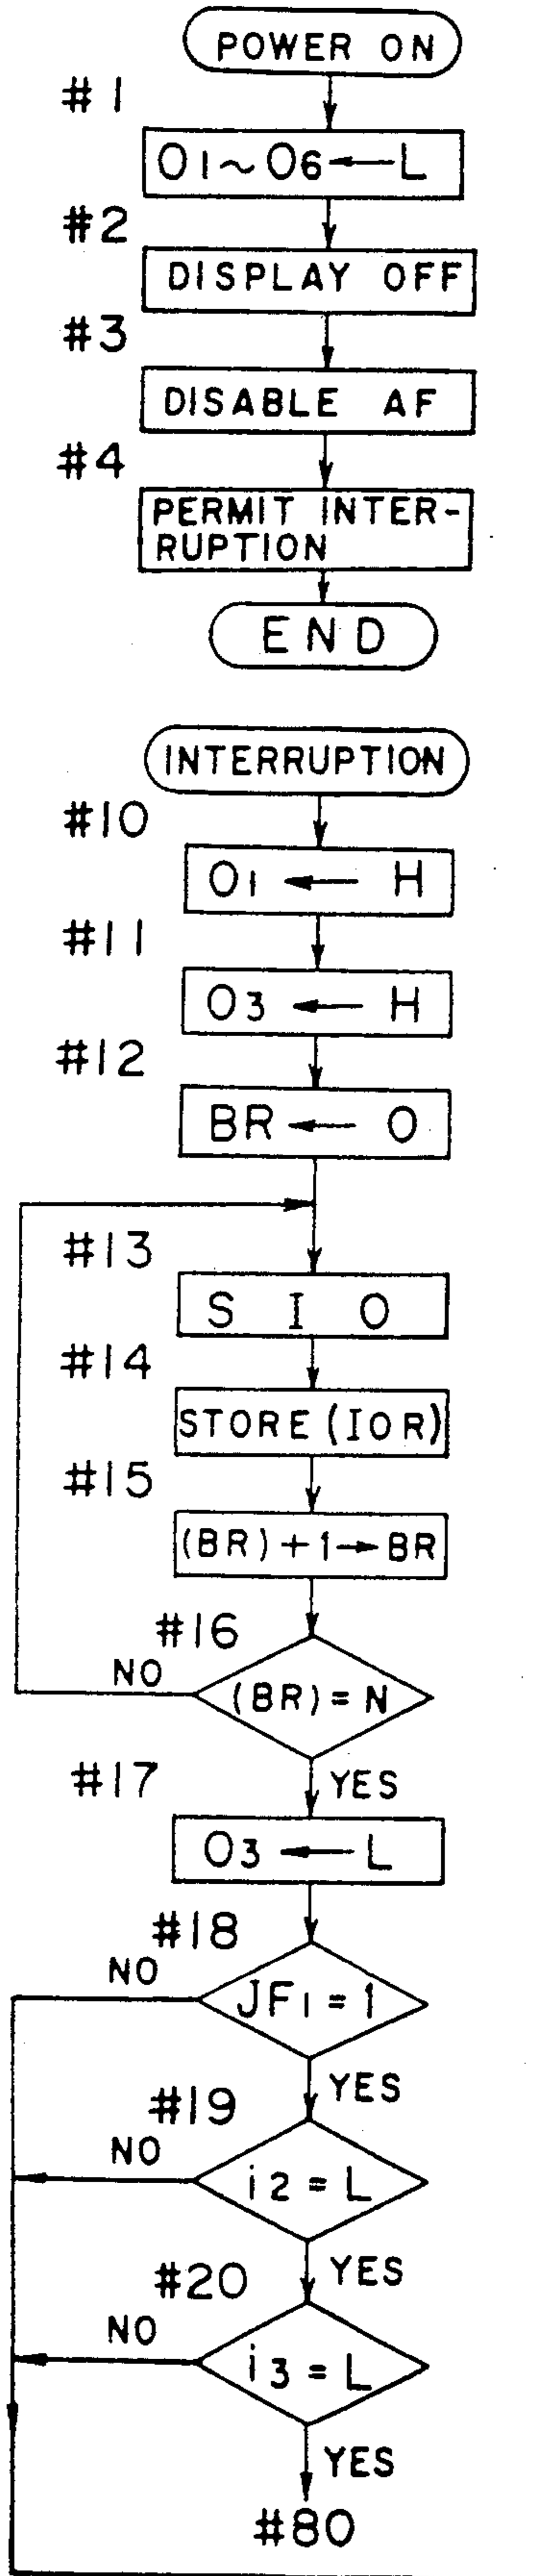 POWER ON
#1
O1~O6←L
#2
DISPLAY OFF
#3
DISABLE AF
#4
PERMIT INTER-
RUPTION
END
INTERRUPTION
#10
O1 ← H
#11
O3 ← H
#12
BR ← O
#13
S I O
#14
STORE (IOR)
#15
(BR)+1→BR
#16
NO
(BR)=N
YES
#17
O3 ← L
#18
NO
JF1=1
YES
#19
NO
i2=L
YES
#20
NO
i3=L
YES
#80